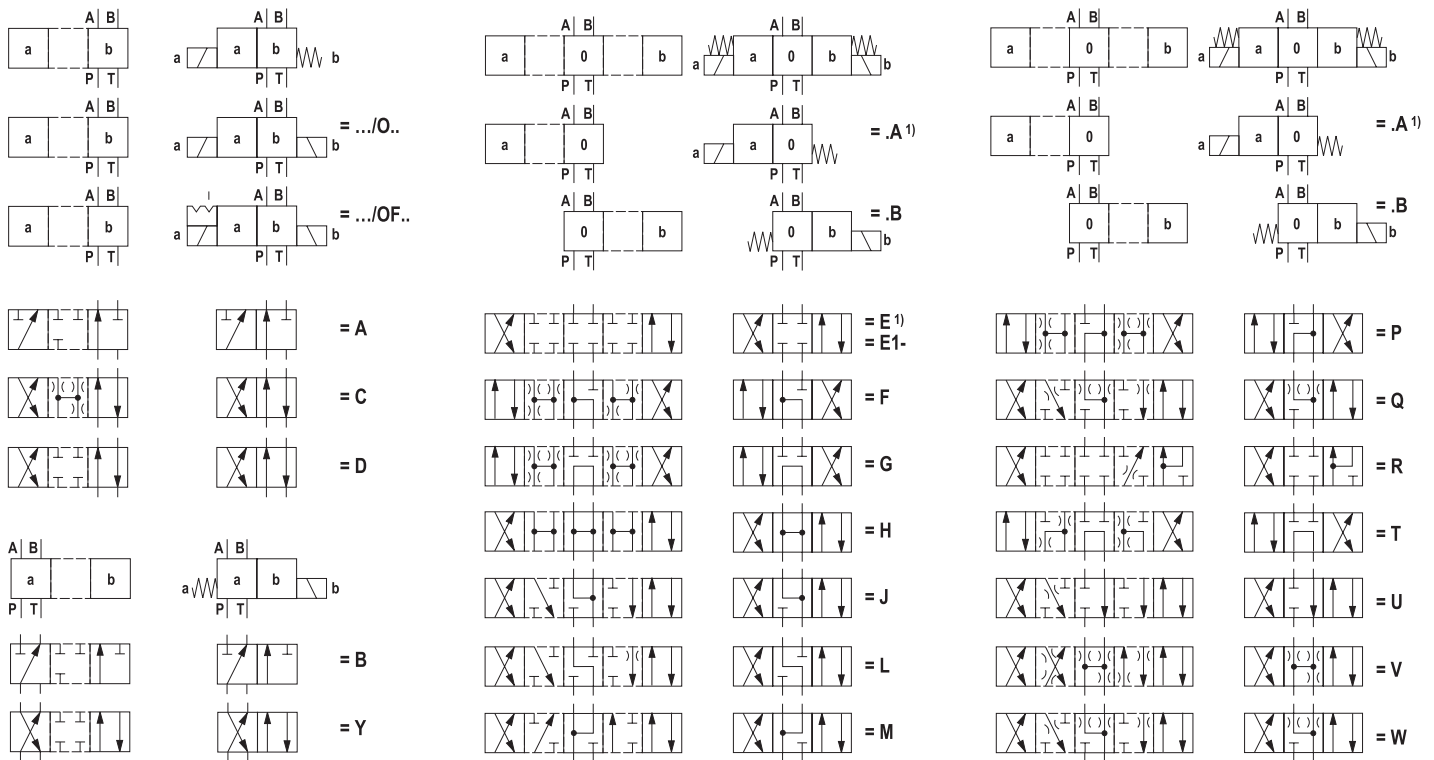 A B
a b
P T
A B
a a b b
P T
A B
a b
P T
A B
a a b b
P T
= .../O..
A B
a b
P T
A B
a a b b
P T
= .../OF..
= A
= C
= D
A B
a b
P T
A B
a a b b
P T
= B
= Y
A B
a 0 b
P T
A B
a a 0 b b
P T
A B
a 0
P T
A B
a a 0
P T
= .A 1)
A B
0 b
P T
A B
0 b b
P T
= .B
= E 1)
= E1-
= F
= G
= H
= J
= L
= M
A B
a 0 b
P T
A B
a a 0 b b
P T
A B
a 0
P T
A B
a a 0
P T
= .A 1)
A B
0 b
P T
A B
0 b b
P T
= .B
= P
= Q
= R
= T
= U
= V
= W